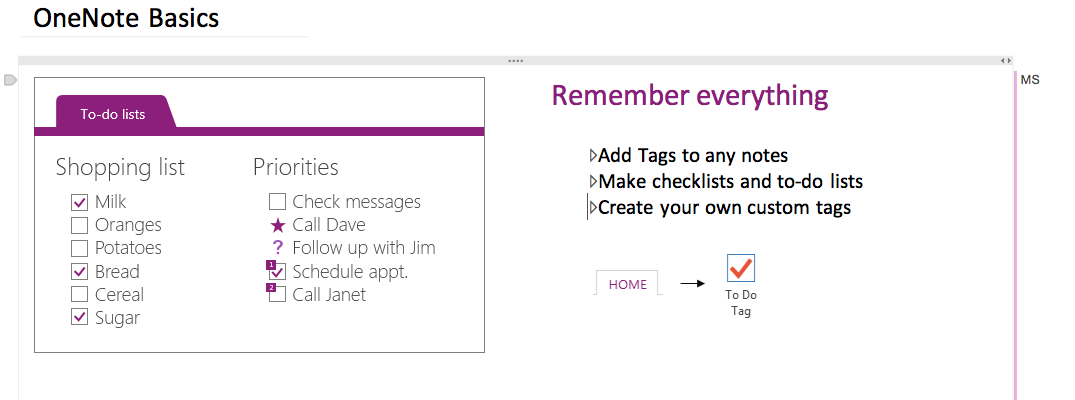 OneNote Basics
MS
To-do lists
Shopping list
Milk
Oranges
Potatoes
Bread
Cereal
Sugar
Priorities
Check messages
Call Dave
? Follow up with Jim
1 Schedule appt.
2 Call Janet
Remember everything
Add Tags to any notes
Make checklists and to-do lists
Create your own custom tags
HOME
To Do
Tag